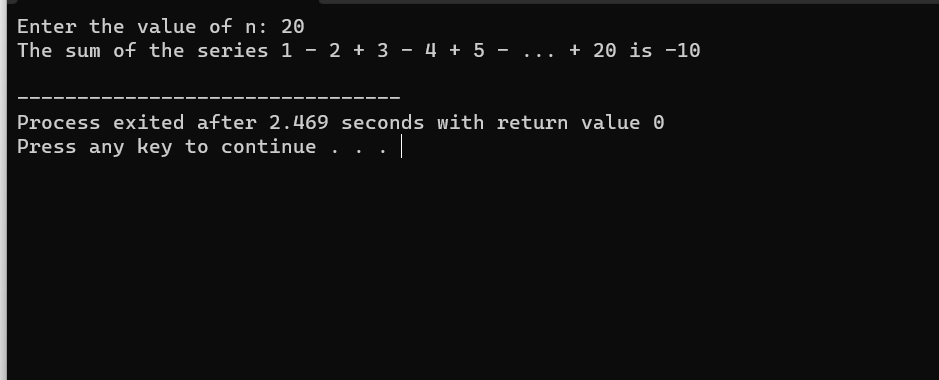 Enter the value of n: 20
The sum of the series 1 - 2 + 3 - 4 + 5 - ... + 20 is -10
--------------------------------
Process exited after 2.469 seconds with return value 0
Press any key to continue . . .